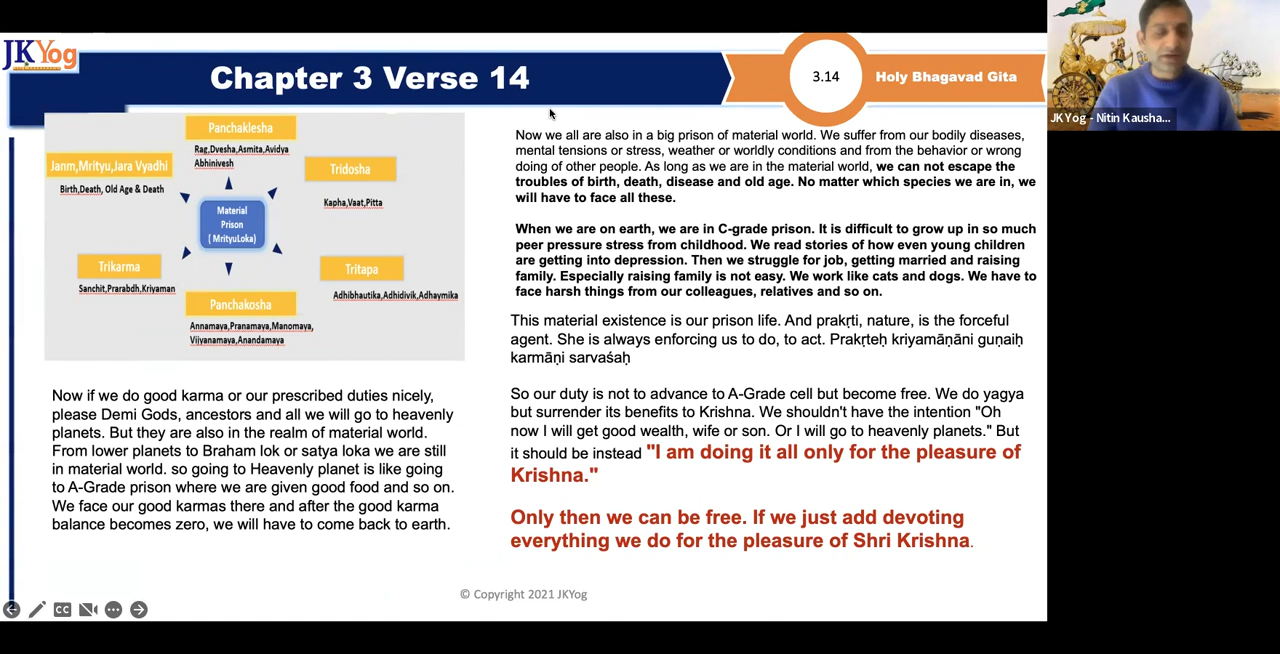 JKYog
Chapter 3 Verse 14
3.14
Holy Bhagavad Gita
JKYog - Nitin Kausha...
Panchaklesha
Rag,Dvesha,Asmita,Avidya
Abhinivesh
Janm,Mrityu,Jara Vyadhi
Birth,Death, Old Age & Death
Tridosha
Kapha,Vaat,Pitta
Material
Prison
( MrityuLoka)
Trikarma
Sanchit,Prarabdh,Kriyaman
Tritapa
Adhibhautika,Adhidivik,Adhaymika
Panchakosha
Annamaya,Pranamaya,Manomaya,
Vijyanamaya,Anandamaya
Now if we do good karma or our prescribed duties nicely,
please Demi Gods, ancestors and all we will go to heavenly
planets. But they are also in the realm of material world.
From lower planets to Braham lok or satya loka we are still
in material world. so going to Heavenly planet is like going
to A-Grade prison where we are given good food and so on.
We face our good karmas there and after the good karma
balance becomes zero, we will have to come back to earth.
Now we all are also in a big prison of material world. We suffer from our bodily diseases,
mental tensions or stress, weather or worldly conditions and from the behavior or wrong
doing of other people. As long as we are in the material world, we can not escape the
troubles of birth, death, disease and old age. No matter which species we are in, we
will have to face all these.
When we are on earth, we are in C-grade prison. It is difficult to grow up in so much
peer pressure stress from childhood. We read stories of how even young children
are getting into depression. Then we struggle for job, getting married and raising
family. Especially raising family is not easy. We work like cats and dogs. We have to
face harsh things from our colleagues, relatives and so on.
This material existence is our prison life. And prakṛti, nature, is the forceful
agent. She is always enforcing us to do, to act. Prakṛteḥ kriyamāṇāni guṇaiḥ
karmāṇi sarvaśaḥ
So our duty is not to advance to A-Grade cell but become free. We do yagya
but surrender its benefits to Krishna. We shouldn't have the intention "Oh
now I will get good wealth, wife or son. Or I will go to heavenly planets." But
it should be instead "I am doing it all only for the pleasure of
Krishna."
Only then we can be free. If we just add devoting
everything we do for the pleasure of Shri Krishna.
© Copyright 2021 JKYog
CC